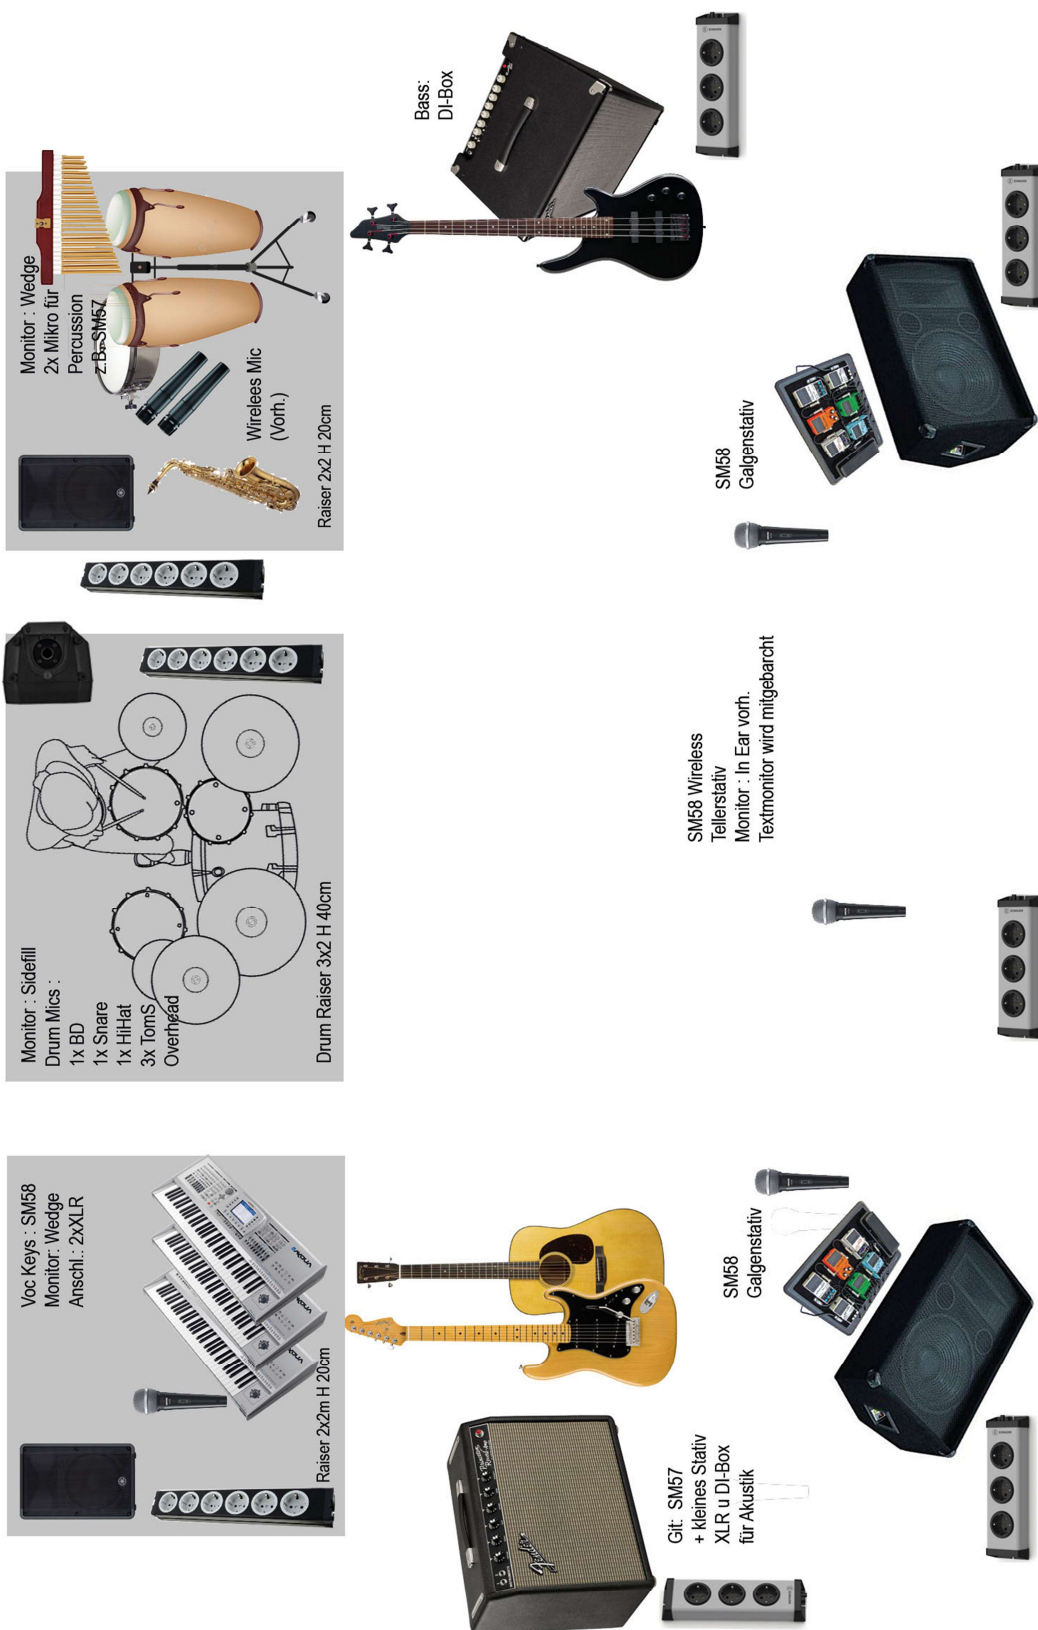 Voc Keys : SM58
Monitor: Wedge
Anschl.: 2xXLR
Raiser 2x2m H 20cm
Monitor : Sidefill
Drum Mics :
1x BD
1x Snare
1x HiHat
3x TomS
Overhead
Drum Raiser 3x2 H 40cm
Monitor : Wedge
2x Mikro für
Percussion
z.B. SM57
Wirelees Mic
(Vorh.)
Raiser 2x2 H 20cm
Fender
Git: SM57
+ kleines Stativ
XLR u DI-Box
für Akustik
Bass:
DI-Box
SM58
Galgenstativ
SM58 Wireless
Tellerstativ
Monitor : In Ear vorh.
Textmonitor wird mitgebarcht
SM58
Galgenstativ